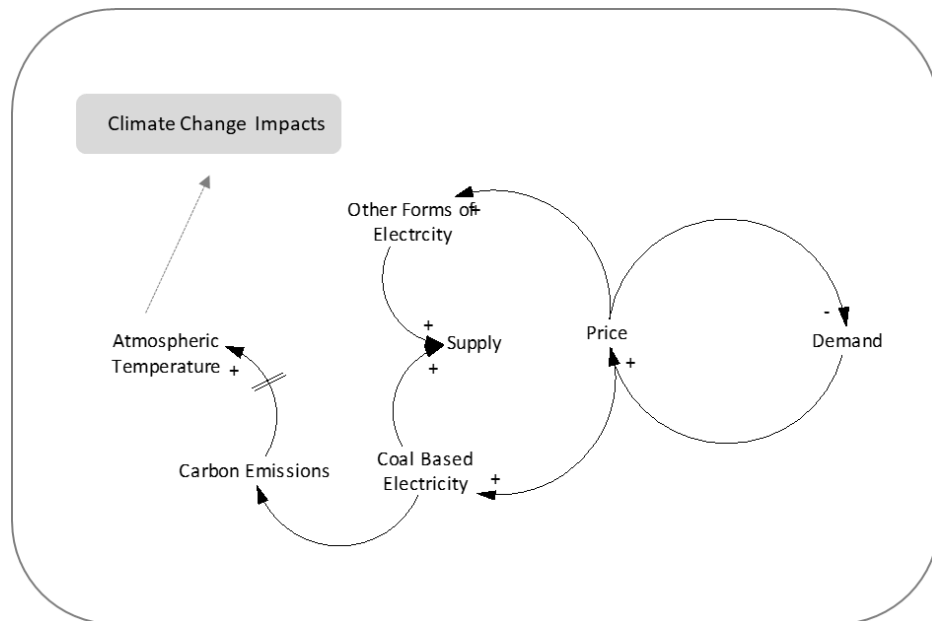 Climate Change Impacts
Other Forms of+
Electrcity
+
Supply
+
Price
+
-
Demand
Atmospheric
Temperature +
Carbon Emissions
Coal Based
Electricity
+